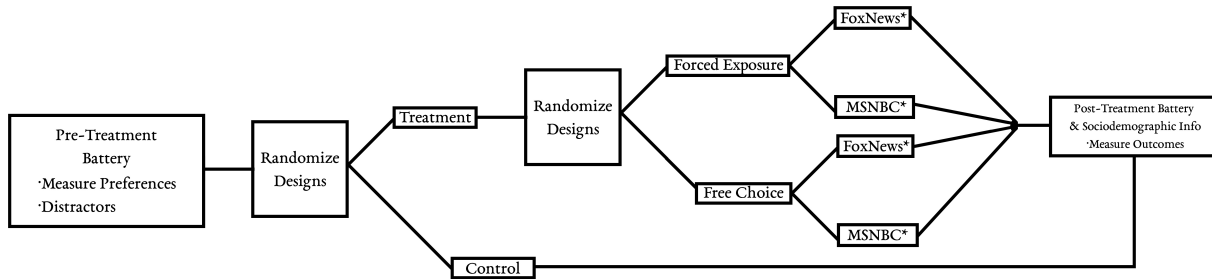 Pre-Treatment
Battery
·Measure Preferences
·Distractors
Randomize
Designs
Treatment
Control
Randomize
Designs
Forced Exposure
Free Choice
FoxNews*
MSNBC*
FoxNews*
MSNBC*
Post-Treatment Battery
& Sociodemographic Info
·Measure Outcomes